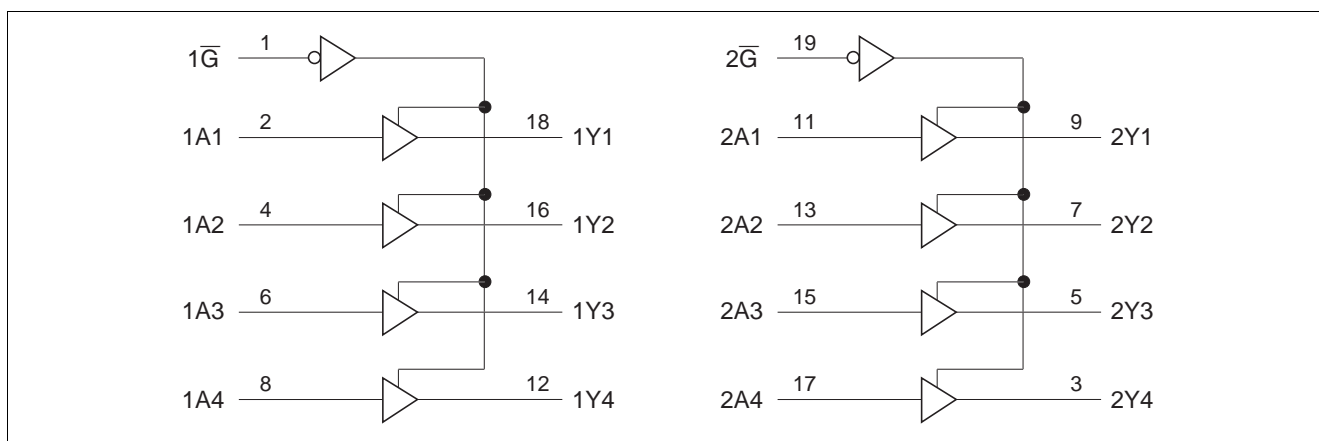 1G̅ 1 2G̅ 19
1A1 2 18 1Y1 2A1 11 9 2Y1
1A2 4 16 1Y2 2A2 13 7 2Y2
1A3 6 14 1Y3 2A3 15 5 2Y3
1A4 8 12 1Y4 2A4 17 3 2Y4